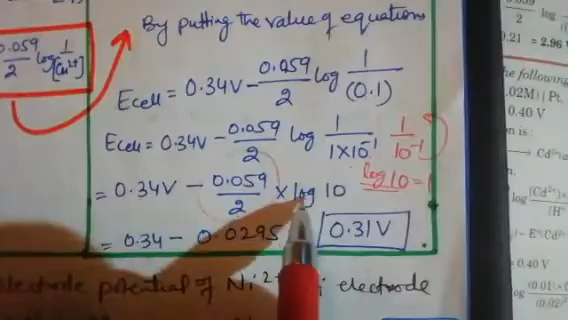 By putting the value of equations
0.059/2 log 1/[Cu2+]
Ecell = 0.34V - 0.059/2 log 1/(0.1)
Ecell = 0.34V - 0.059/2 log 1/1×10⁻¹ 1/10⁻¹
= 0.34V - 0.059/2 × log 10 log 10 = 1
= 0.34 - 0.0295 0.31V
electrode potential of Ni2+ electrode
2 log
0.21 = 2.96
he following
.02M) | Pt,
0.40 V
on is :
Cd
log (Cd2+)
(H
0.40 V
log (0.01)
(0.02)